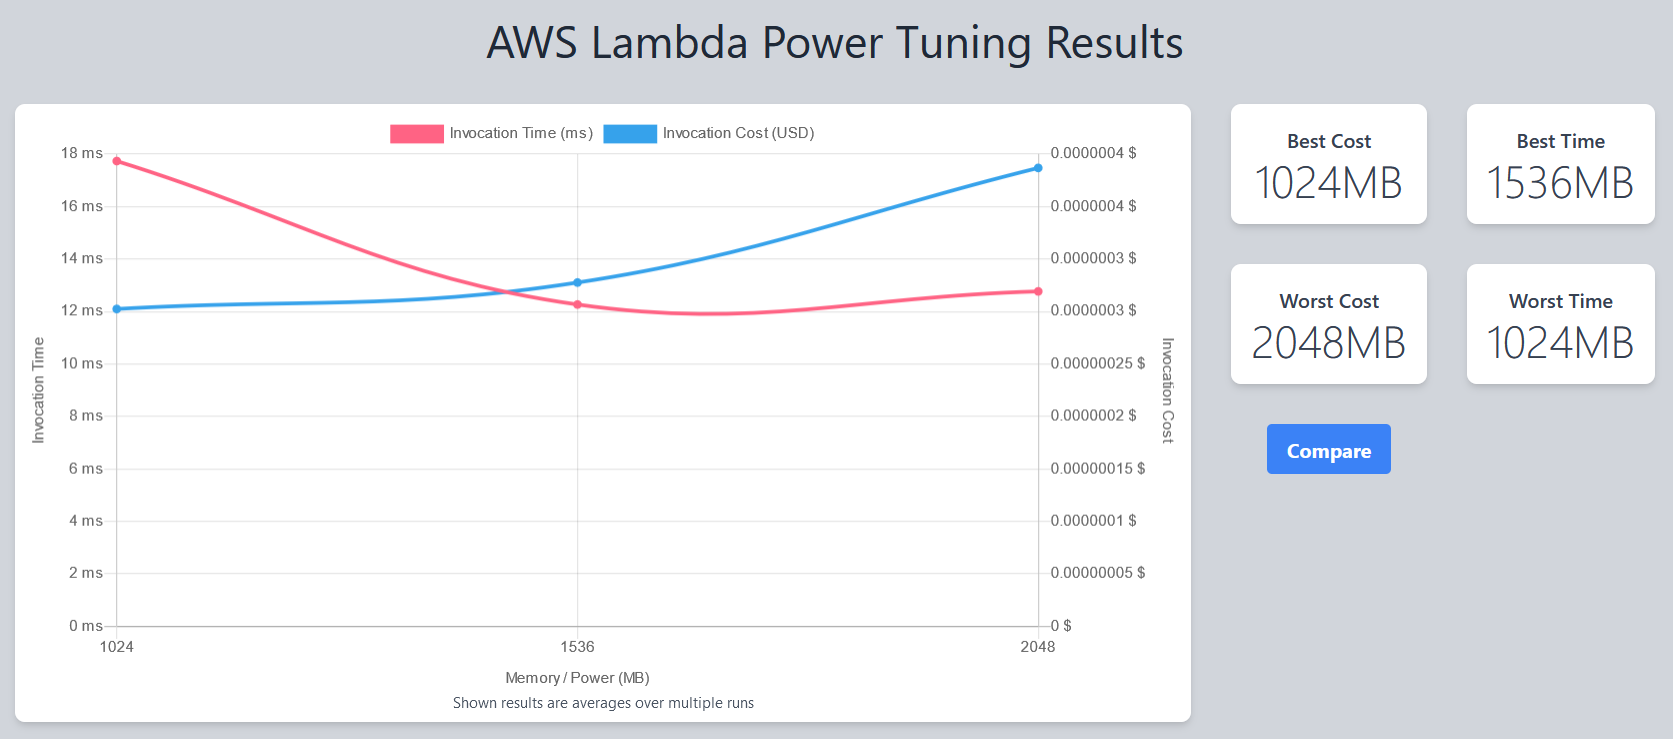 AWS Lambda Power Tuning Results
Invocation Time (ms)
Invocation Cost (USD)
18 ms
16 ms
14 ms
12 ms
10 ms
8 ms
6 ms
4 ms
2 ms
0 ms
Invocation Time
0.0000004 $
0.0000004 $
0.0000003 $
0.0000003 $
0.00000025 $
0.0000002 $
0.00000015 $
0.0000001 $
0.00000005 $
0 $
Invocation Cost
1024
1536
2048
Memory / Power (MB)
Shown results are averages over multiple runs
Best Cost
1024MB
Best Time
1536MB
Worst Cost
2048MB
Worst Time
1024MB
Compare